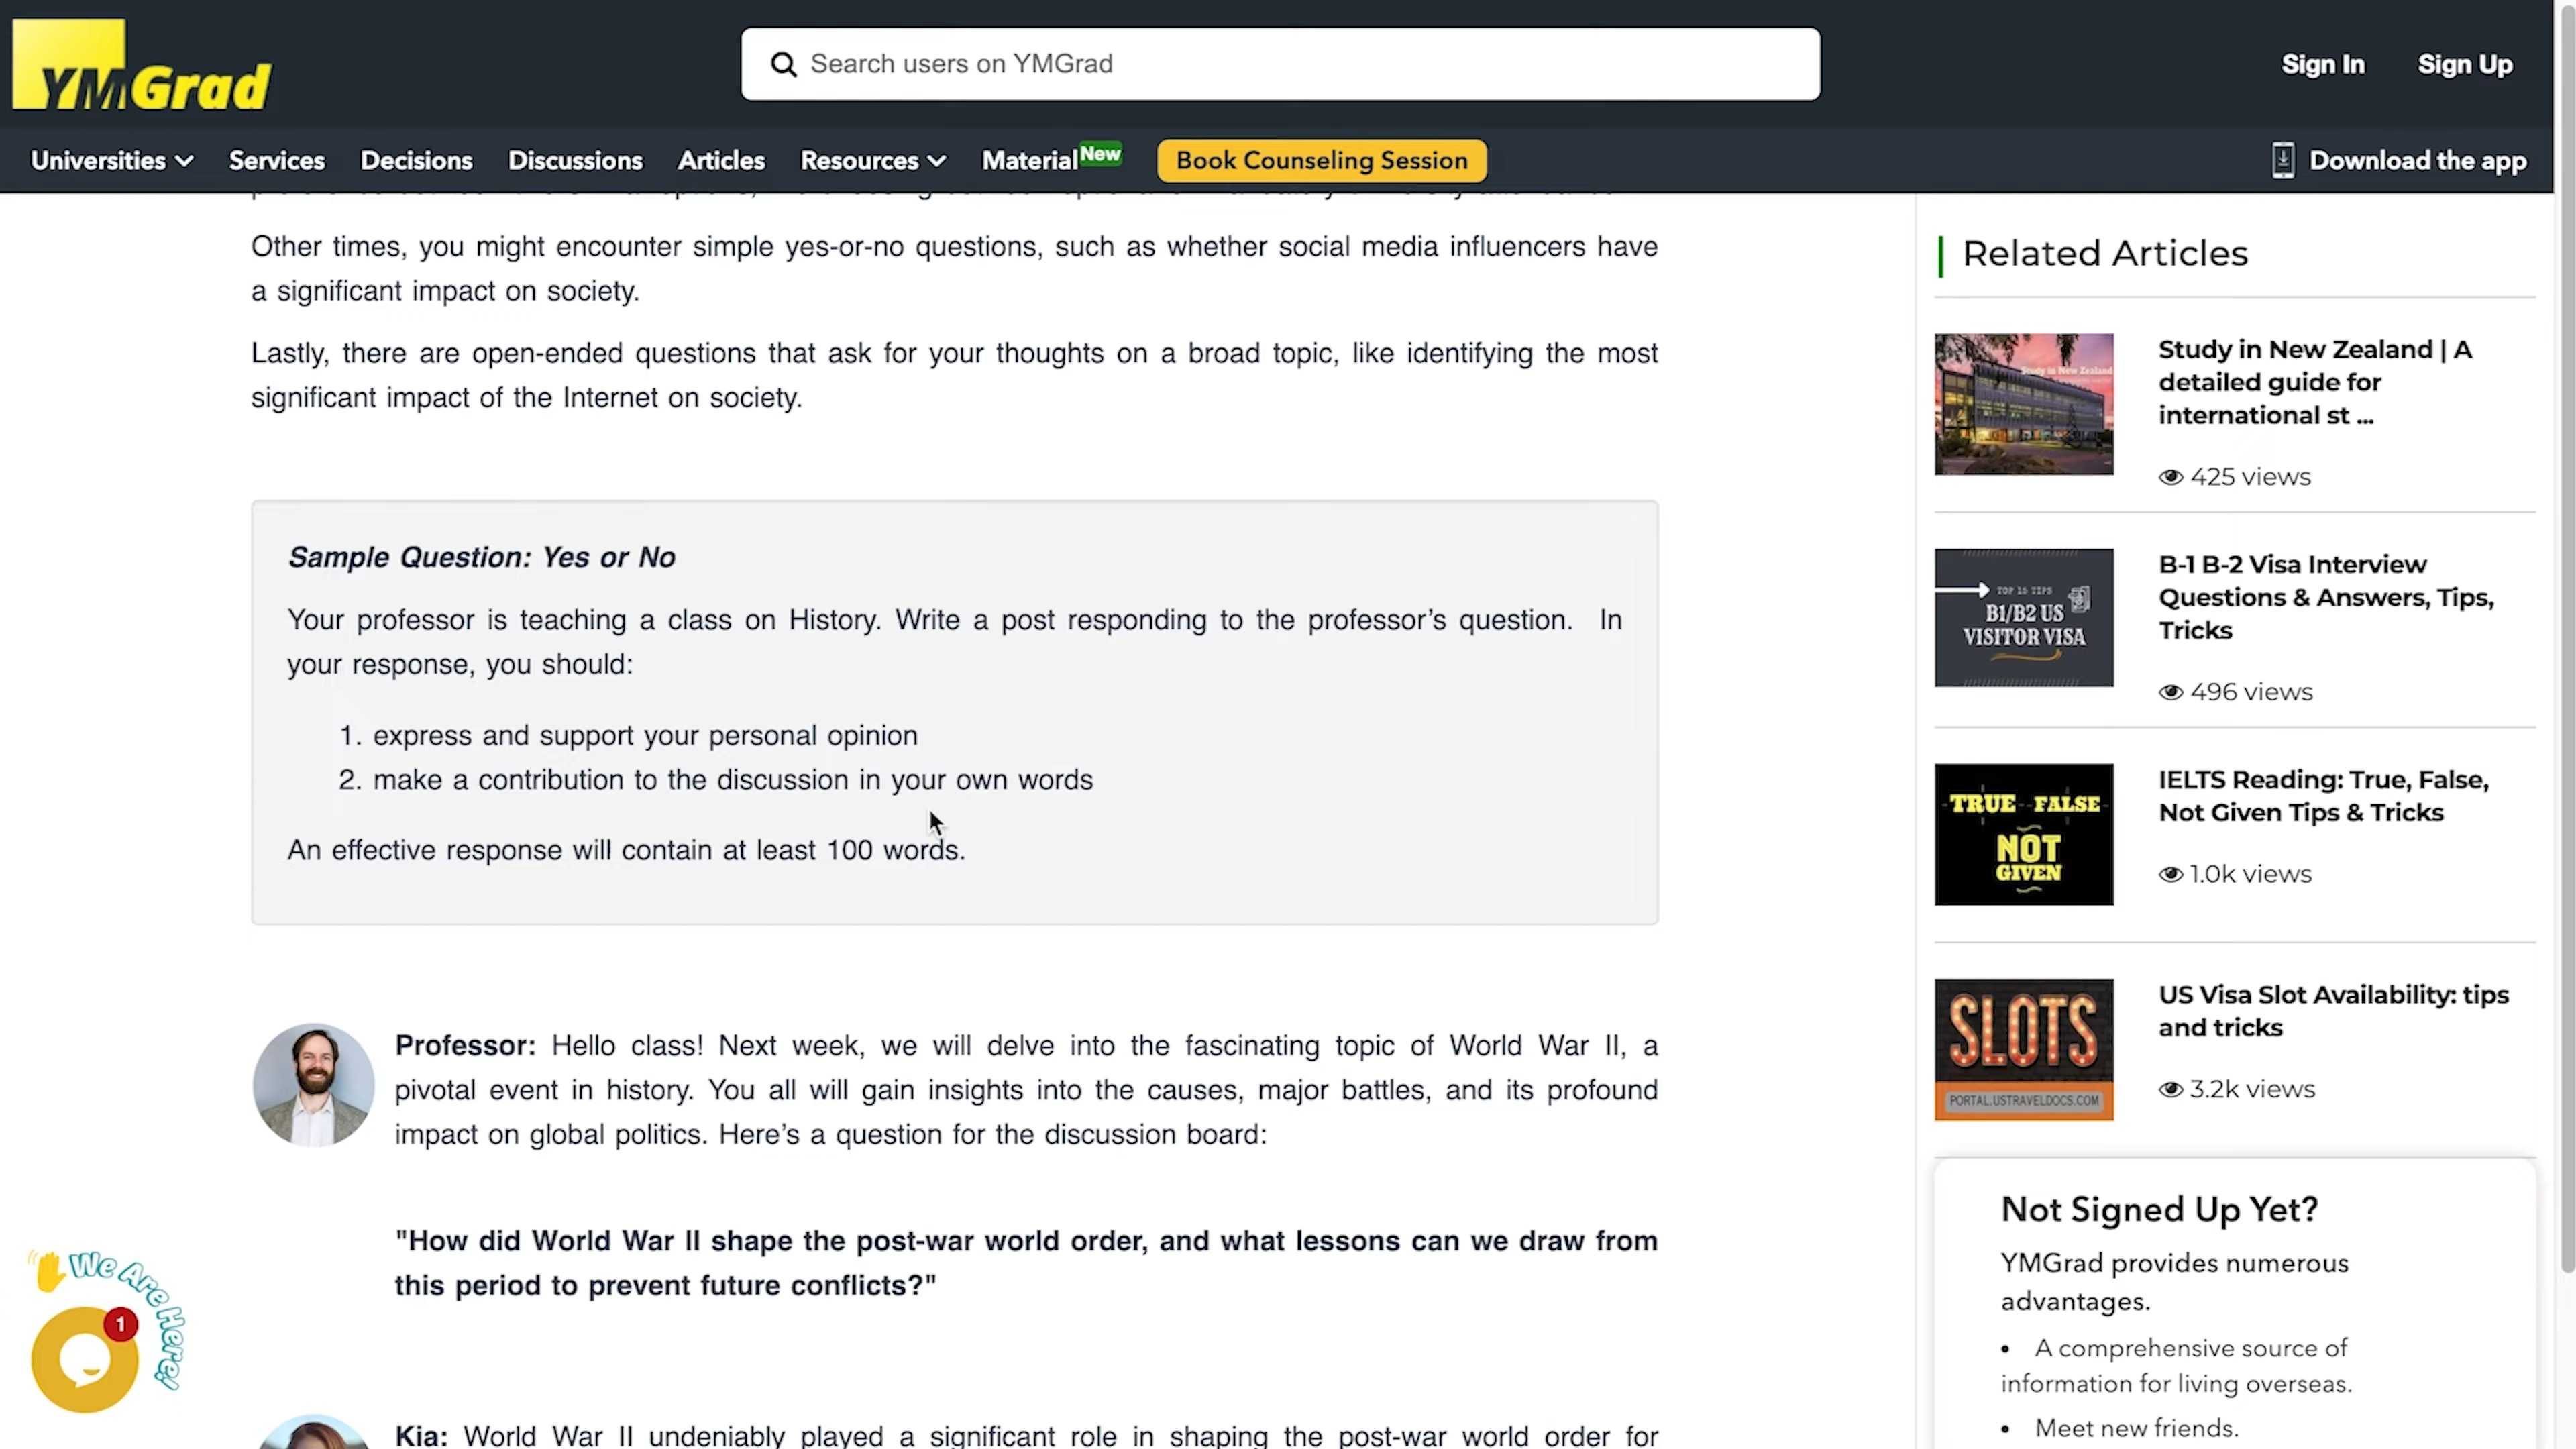 YMGrad
Search users on YMGrad
Sign In
Sign Up
Universities
Services
Decisions
Discussions
Articles
Resources
Material New
Book Counseling Session
Download the app
Other times, you might encounter simple yes-or-no questions, such as whether social media influencers have
a significant impact on society.
Lastly, there are open-ended questions that ask for your thoughts on a broad topic, like identifying the most
significant impact of the Internet on society.
Sample Question: Yes or No
Your professor is teaching a class on History. Write a post responding to the professor’s question. In
your response, you should:
1. express and support your personal opinion
2. make a contribution to the discussion in your own words
An effective response will contain at least 100 words.
Professor: Hello class! Next week, we will delve into the fascinating topic of World War II, a
pivotal event in history. You all will gain insights into the causes, major battles, and its profound
impact on global politics. Here’s a question for the discussion board:
"How did World War II shape the post-war world order, and what lessons can we draw from
this period to prevent future conflicts?"
Kia: World War II undeniably played a significant role in shaping the post-war world order for
We Are Here!
1
Related Articles
Study in New Zealand
Study in New Zealand | A
detailed guide for
international st ...
425 views
TOP 15 TIPS
B1/B2 US
VISITOR VISA
B-1 B-2 Visa Interview
Questions & Answers, Tips,
Tricks
496 views
TRUE FALSE
NOT
GIVEN
IELTS Reading: True, False,
Not Given Tips & Tricks
1.0k views
SLOTS
PORTAL.USTRAVELDOCS.COM
US Visa Slot Availability: tips
and tricks
3.2k views
Not Signed Up Yet?
YMGrad provides numerous
advantages.
• A comprehensive source of
information for living overseas.
• Meet new friends.